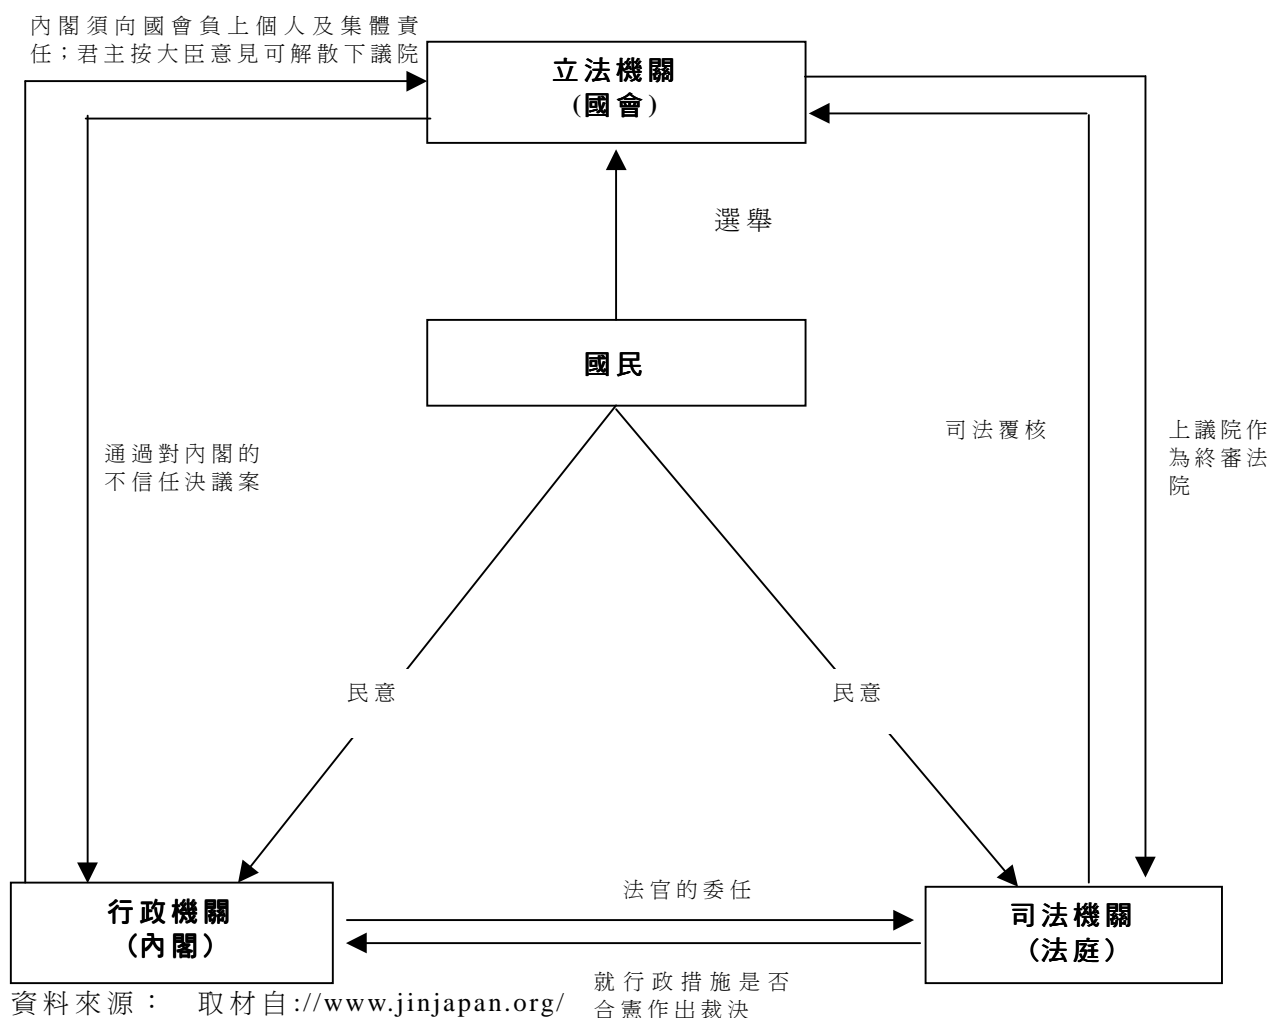 內閣須向國會負上個人及集體責
任；君主按大臣意見可解散下議院
立法機關
(國會)
選舉
國民
通過對內閣的
不信任決議案
司法覆核
上議院作
為終審法
院
民意
民意
行政機關
(內閣)
法官的委任
司法機關
(法庭)
就行政措施是否
合憲作出裁決
資料來源： 取材自://www.jinjapan.org/